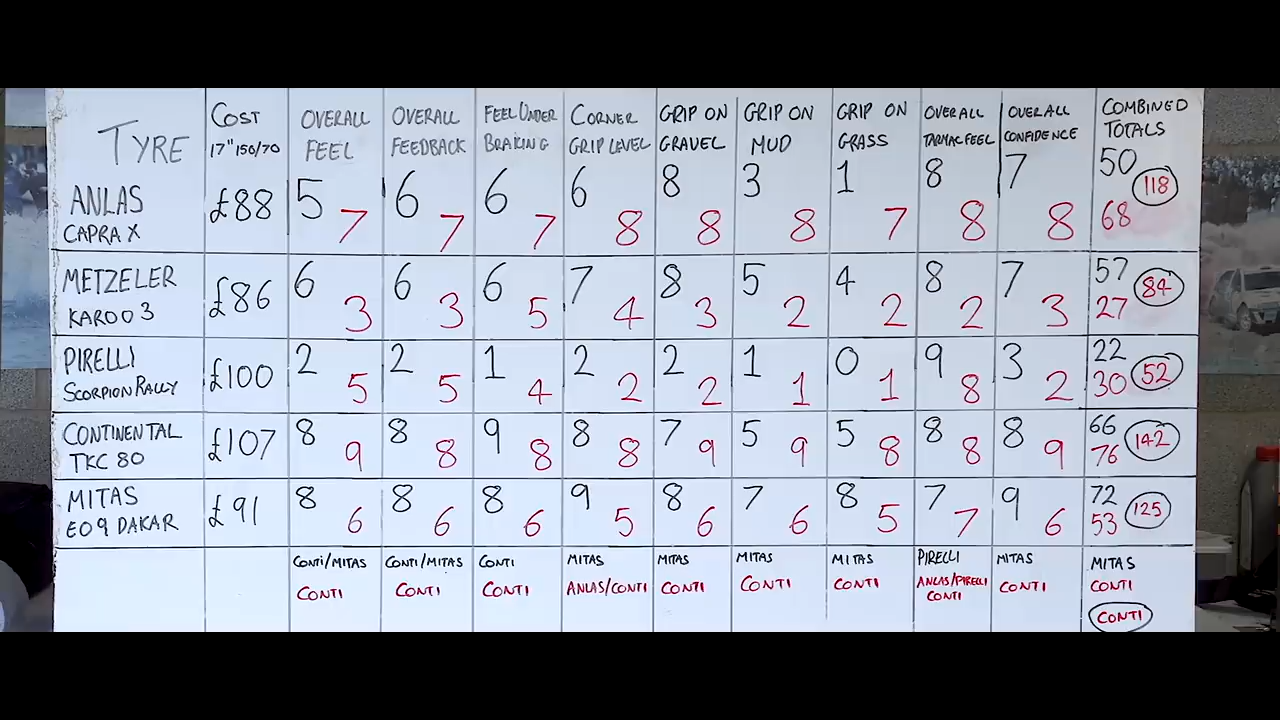 TYRE
COST
17" 150/70
OVERALL
FEEL
OVERALL
FEEDBACK
FEEL UNDER
BRAKING
CORNER
GRIP LEVEL
GRIP ON
GRAVEL
GRIP ON
MUD
GRIP ON
GRASS
OVERALL
TARMAC FEEL
OVERALL
CONFIDENCE
COMBINED
TOTALS
ANLAS
CAPRA X
£88
5 7
6 7
6 7
6 8
8 8
3 8
1 7
8 8
7 8
50
118
68
METZELER
KAROO 3
£86
6 3
6 3
6 5
7 4
8 3
5 2
4 2
8 2
7 3
57
84
27
PIRELLI
SCORPION RALLY
£100
2 5
2 5
1 4
2 2
2 2
1 1
0 1
9 8
3 2
22
52
30
CONTINENTAL
TKC 80
£107
8 9
8 8
9 8
8 8
7 9
5 9
5 8
8 8
8 9
66
142
76
MITAS
E09 DAKAR
£91
8 6
8 6
8 6
9 5
8 6
7 6
8 5
7 7
9 6
72
125
53
CONTI/MITAS
CONTI
CONTI/MITAS
CONTI
CONTI
CONTI
MITAS
ANLAS/CONTI
MITAS
CONTI
MITAS
CONTI
MITAS
CONTI
PIRELLI
ANLAS/PIRELLI
CONTI
MITAS
CONTI
MITAS
CONTI
CONTI